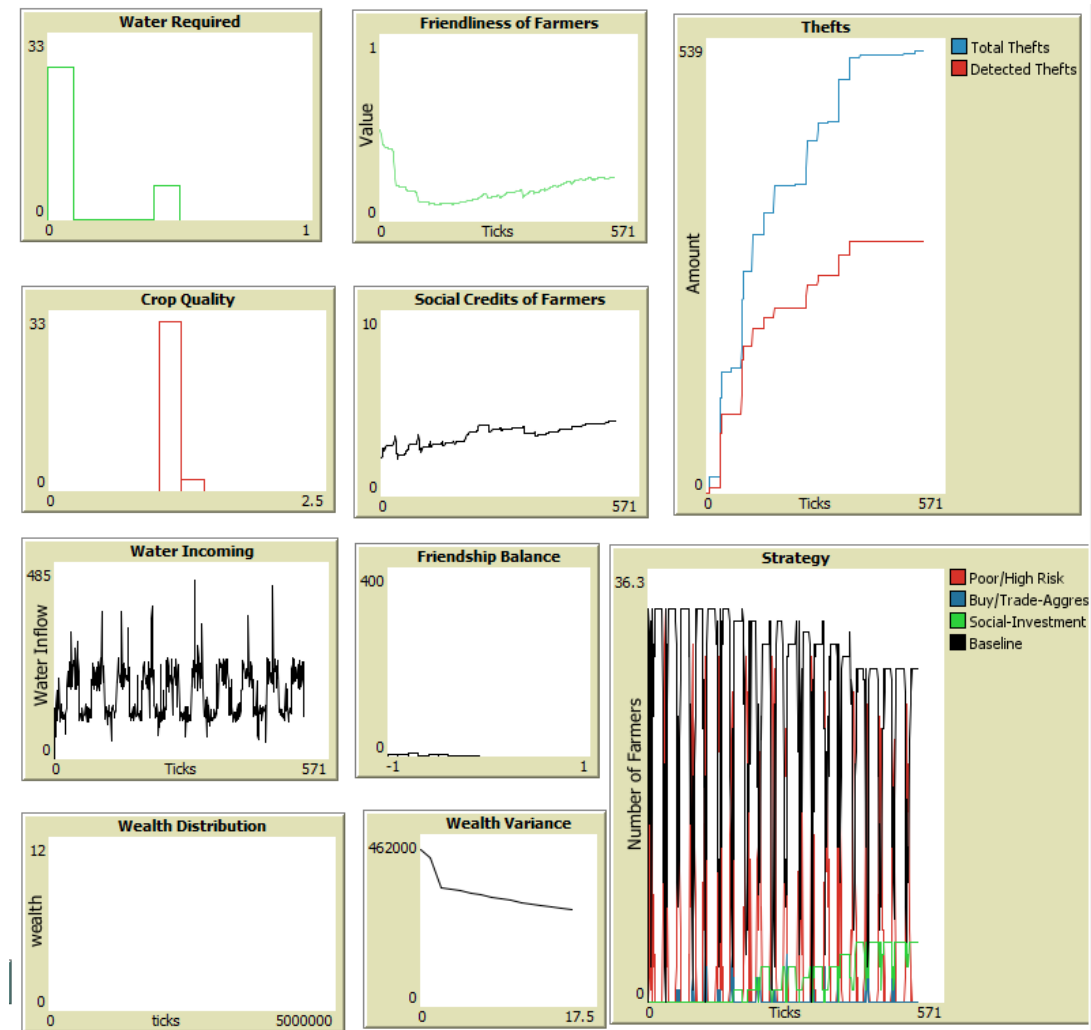 Water Required
33
0
0
1
Friendliness of Farmers
1
Value
0
0
Ticks
571
Thefts
539
Amount
0
0
Ticks
571
Total Thefts
Detected Thefts
Crop Quality
33
0
0
2.5
Social Credits of Farmers
10
0
0
571
Water Incoming
485
Water Inflow
0
0
Ticks
571
Friendship Balance
400
0
-1
1
Strategy
36.3
Number of Farmers
0
0
Ticks
571
Poor/High Risk
Buy/Trade-Aggres
Social-Investment
Baseline
Wealth Distribution
12
wealth
0
0
ticks
5000000
Wealth Variance
462000
0
0
17.5